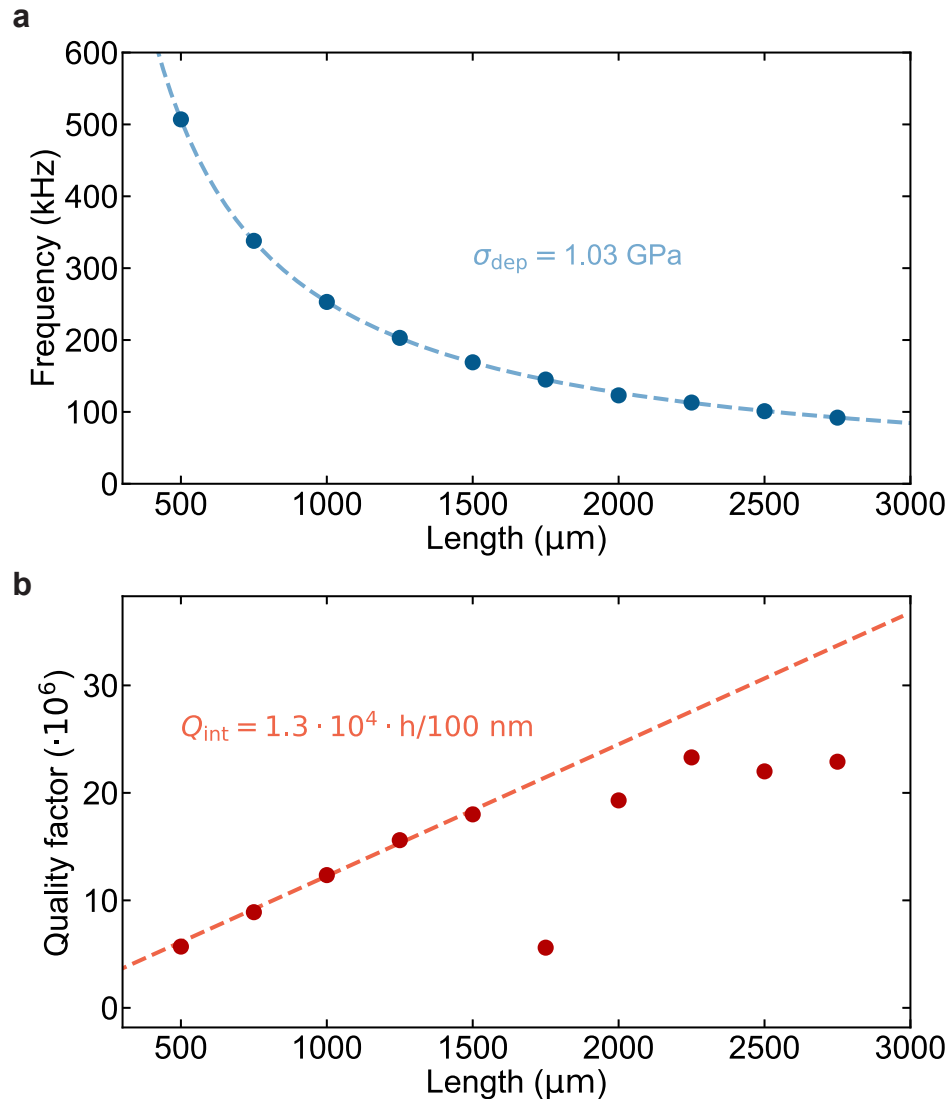 a
600
500
400
300
200
100
0
Frequency (kHz)
σ_dep = 1.03 GPa
500 1000 1500 2000 2500 3000
Length (μm)
b
30
20
10
0
Quality factor (·10⁶)
Q_int = 1.3 · 10⁴ · h/100 nm
500 1000 1500 2000 2500 3000
Length (μm)